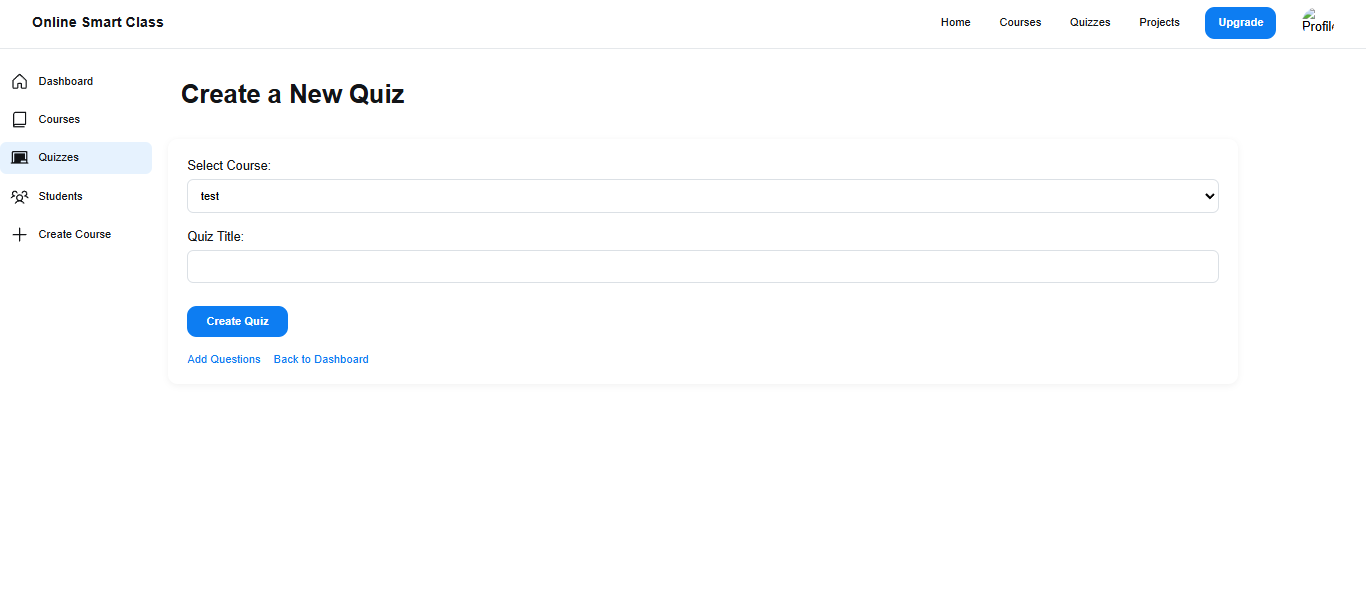 Online Smart Class
Home Courses Quizzes Projects Upgrade Profil
Dashboard
Courses
Quizzes
Students
Create Course
Create a New Quiz
Select Course:
test
Quiz Title:
Create Quiz
Add Questions Back to Dashboard